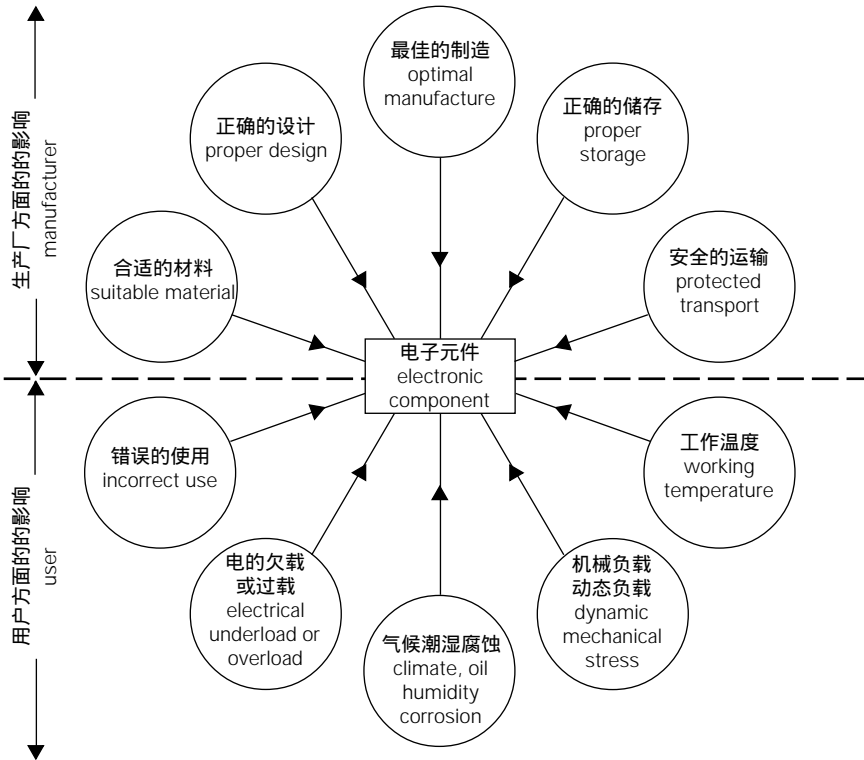 最佳的制造
optimal
manufacture
正确的设计
proper design
正确的储存
proper
storage
生产厂方面的的影响
manufacturer
合适的材料
suitable material
安全的运输
protected
transport
电子元件
electronic
component
错误的使用
incorrect use
工作温度
working
temperature
用户方面的的影响
user
电的欠载
或过载
electrical
underload or
overload
气候潮湿腐蚀
climate, oil
humidity
corrosion
机械负载
动态负载
dynamic
mechanical
stress